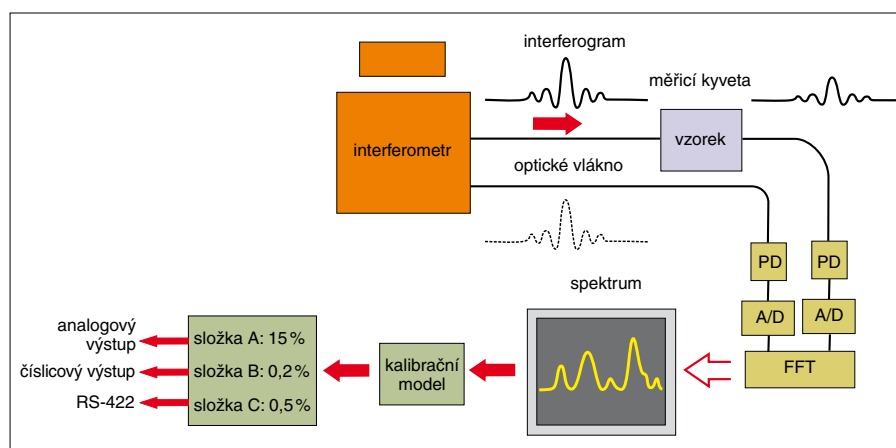 interferogram
měřicí kyveta
interferometr
vzorek
optické vlákno
PD
PD
A/D
A/D
FFT
spektrum
kalibrační
model
složka A: 15 %
složka B: 0,2 %
složka C: 0,5 %
analogový
výstup
číslicový výstup
RS-422